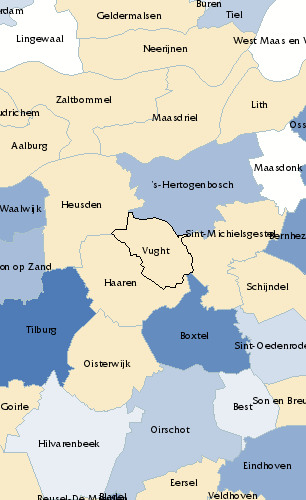 rdam
Buren
Geldermalsen
Tiel
Lingewaal
West Maas en V
Neerijnen
Zaltbommel
Lith
udrichem
Maasdriel
Oss
Aalburg
Maasdonk
's-Hertogenbosch
Heusden
Waalwijk
Sint-Michielsgestel
Bernhez
Vught
on op Zand
Haaren
Schijndel
Tilburg
Boxtel
Sint-Oedenrode
Oisterwijk
Son en Breu
Goirle
Best
Oirschot
Hilvarenbeek
Eindhoven
Eersel
Reusel-De M
Bladel
Veldhoven